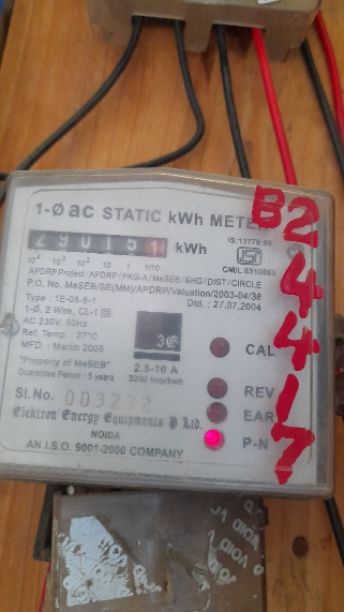 1-Ø ac STATIC kWh METER
IS:13779:99
290151 kWh
10⁴ 10³ 10² 10 1 1/10
CM/L 8310863
APDRP Project : APDRP/PKG-A/MeSEB/SHG/DIST/CIRCLE
P.O. No. MeSEB/SE(MM)/APDRP/Valuation/2003-04/38
Dtd. : 27.07.2004
Type : 1E-05-5-1
1-Ø, 2 Wire, CL-1
AC 230V, 50Hz
Ref. Temp. : 27°C
MFD. : March 2005
"Property of MeSEB"
Guarantee Period : 5 years
2.5-10 A
3200 imp/kwh
CAL
REV
EAR
P-N
Sl. No. 003222
Elektron Energy Equipments P Ltd.
NOIDA
AN I.S.O. 9001-2000 COMPANY
B2
4
4
1
7